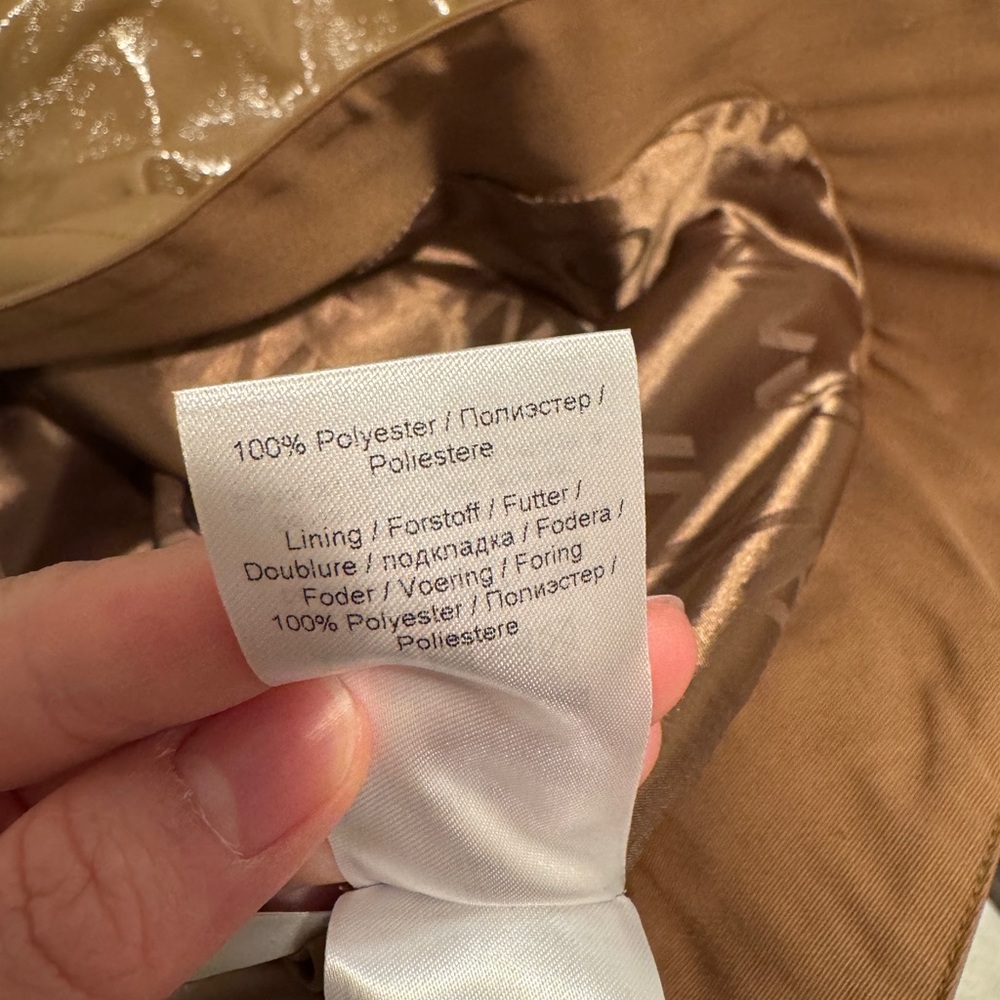 100% Polyester / Полиэстер /
Poliestere
Lining / Forstoff / Futter /
Doublure / подкладка / Fodera /
Foder / Voering / Foring
100% Polyester / Полиэстер /
Poliestere